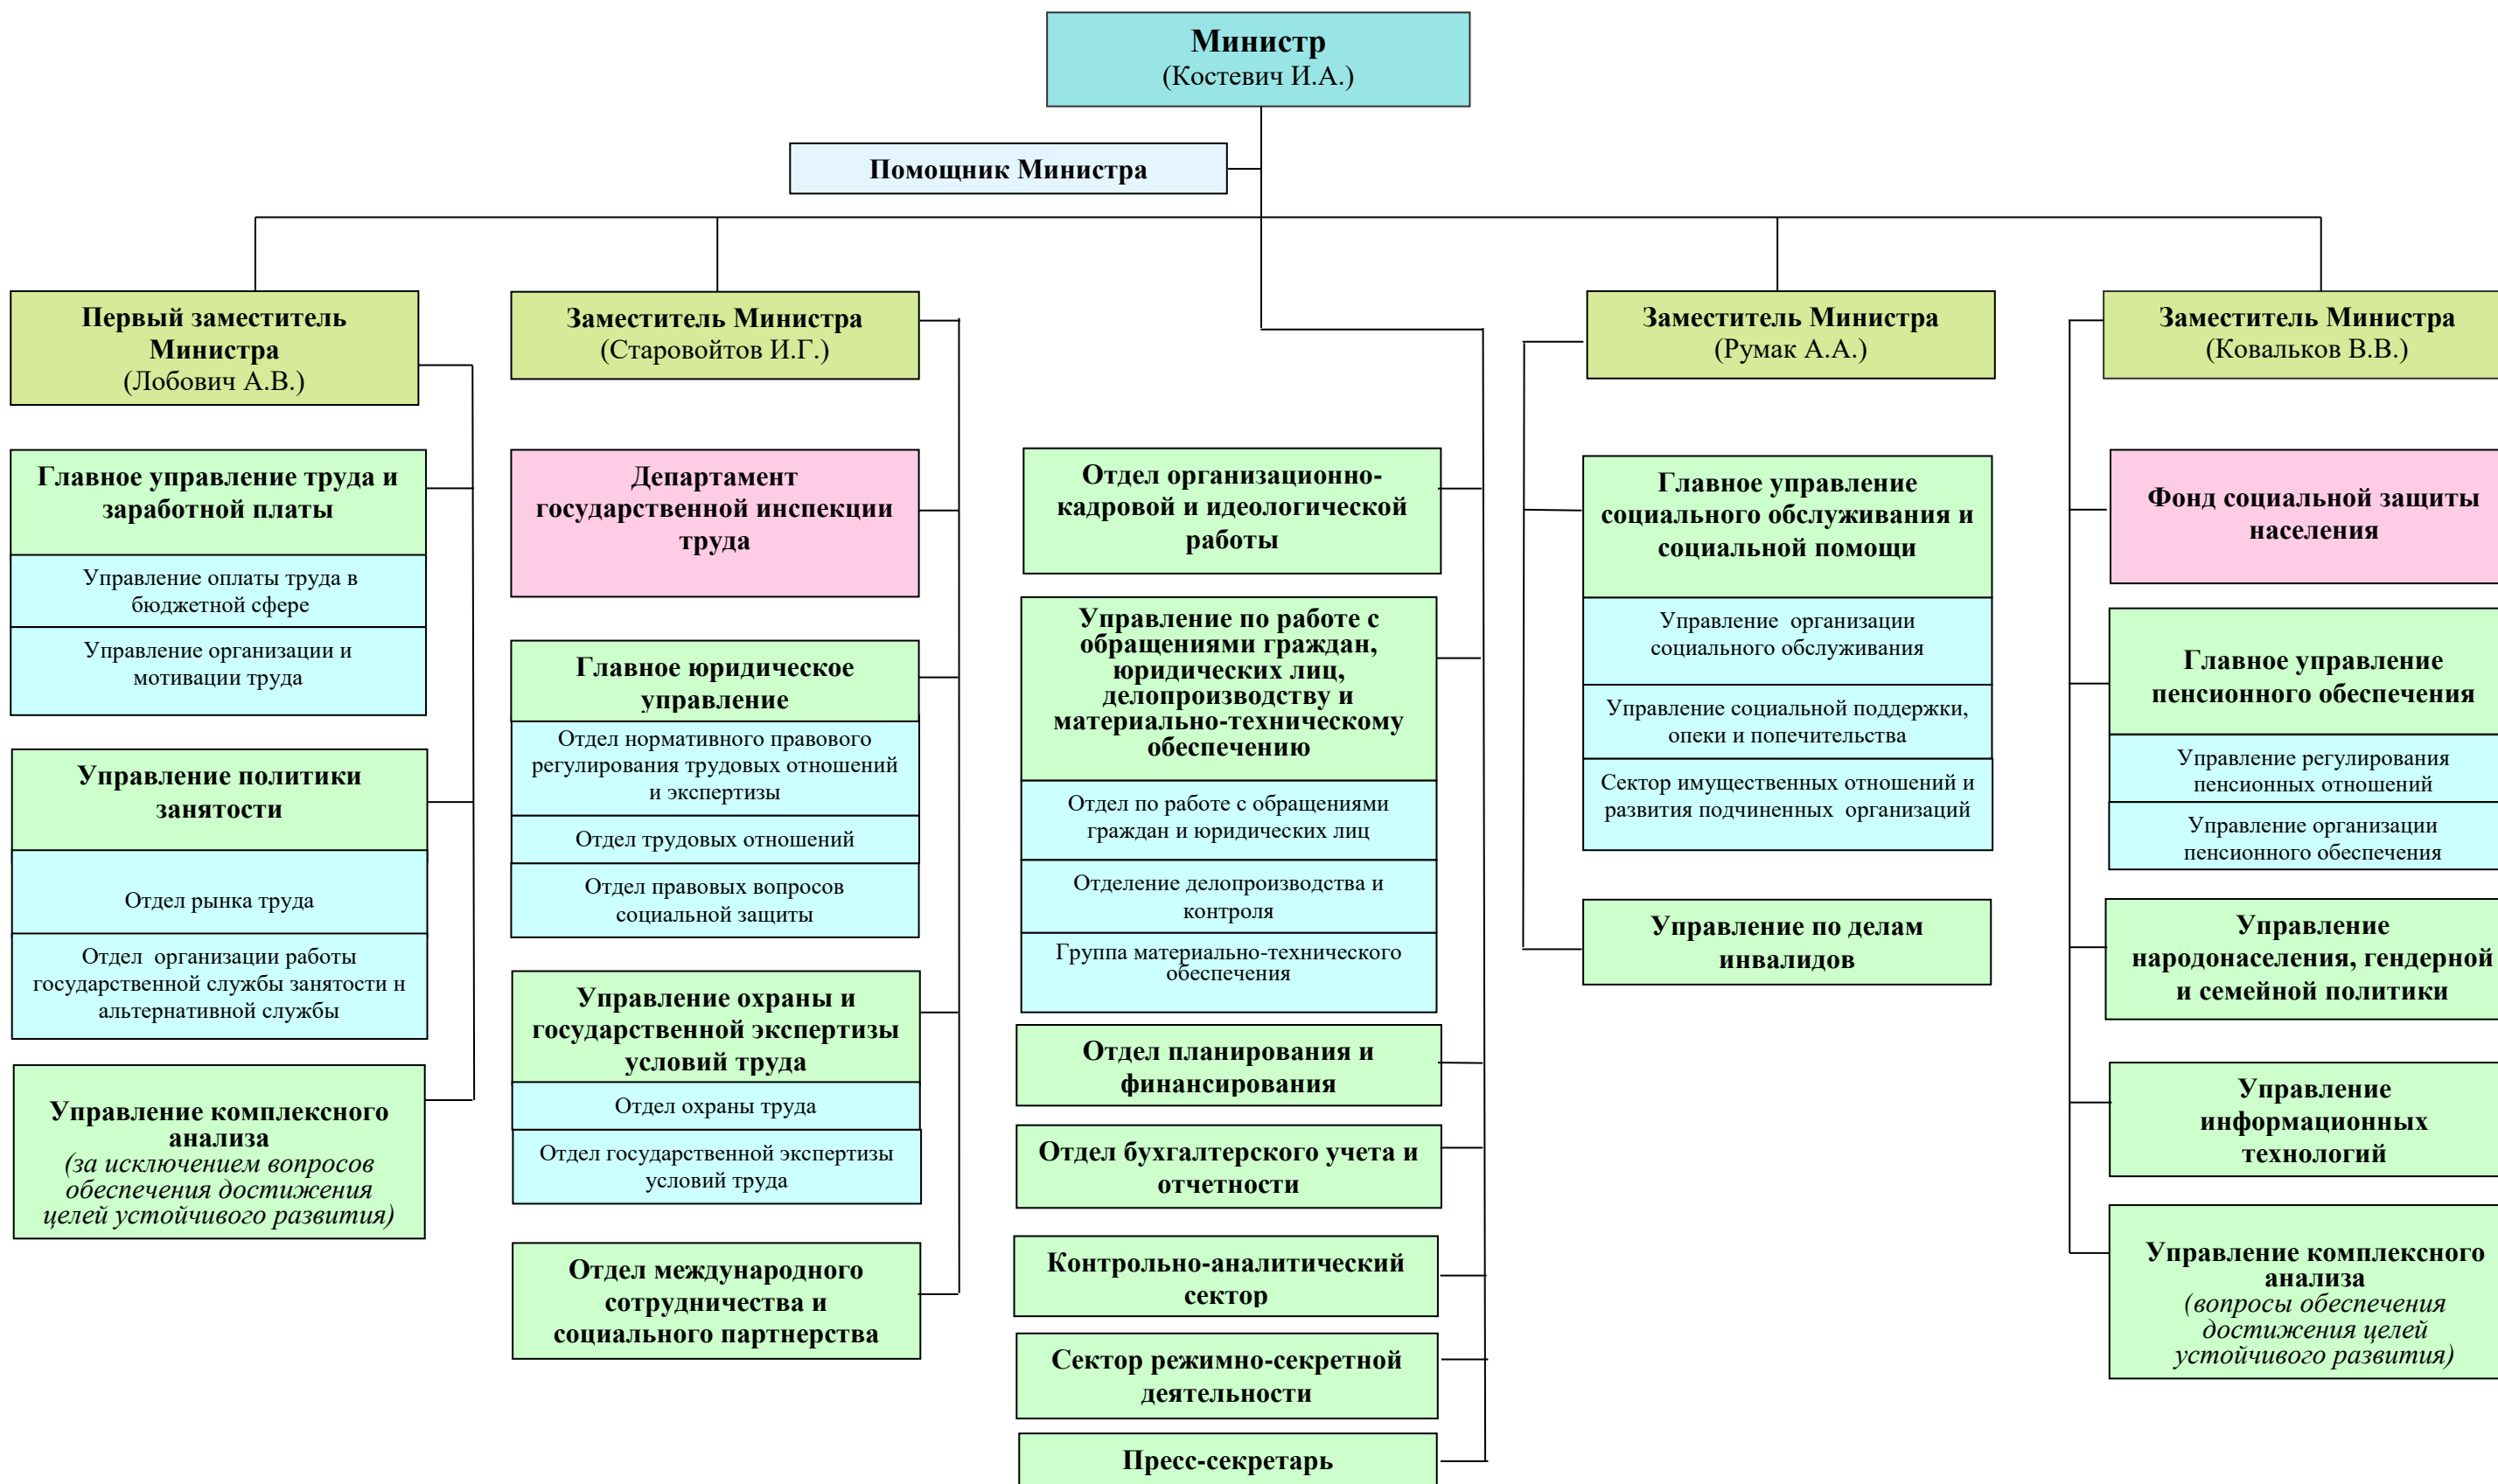 Министр
(Костевич И.А.)
Помощник Министра
Первый заместитель
Министра
(Лобович А.В.)
Заместитель Министра
(Старовойтов И.Г.)
Заместитель Министра
(Румак А.А.)
Заместитель Министра
(Ковальков В.В.)
Главное управление труда и
заработной платы
Управление оплаты труда в
бюджетной сфере
Управление организации и
мотивации труда
Управление политики
занятости
Отдел рынка труда
Отдел организации работы
государственной службы занятости н
альтернативной службы
Управление комплексного
анализа
(за исключением вопросов
обеспечения достижения
целей устойчивого развития)
Департамент
государственной инспекции
труда
Главное юридическое
управление
Отдел нормативного правового
регулирования трудовых отношений
и экспертизы
Отдел трудовых отношений
Отдел правовых вопросов
социальной защиты
Управление охраны и
государственной экспертизы
условий труда
Отдел охраны труда
Отдел государственной экспертизы
условий труда
Отдел международного
сотрудничества и
социального партнерства
Отдел организационно-
кадровой и идеологической
работы
Управление по работе с
обращениями граждан,
юридических лиц,
делопроизводству и
материально-техническому
обеспечению
Отдел по работе с обращениями
граждан и юридических лиц
Отделение делопроизводства и
контроля
Группа материально-технического
обеспечения
Отдел планирования и
финансирования
Отдел бухгалтерского учета и
отчетности
Контрольно-аналитический
сектор
Сектор режимно-секретной
деятельности
Пресс-секретарь
Главное управление
социального обслуживания и
социальной помощи
Управление организации
социального обслуживания
Управление социальной поддержки,
опеки и попечительства
Сектор имущественных отношений и
развития подчиненных организаций
Управление по делам
инвалидов
Фонд социальной защиты
населения
Главное управление
пенсионного обеспечения
Управление регулирования
пенсионных отношений
Управление организации
пенсионного обеспечения
Управление
народонаселения, гендерной
и семейной политики
Управление
информационных
технологий
Управление комплексного
анализа
(вопросы обеспечения
достижения целей
устойчивого развития)